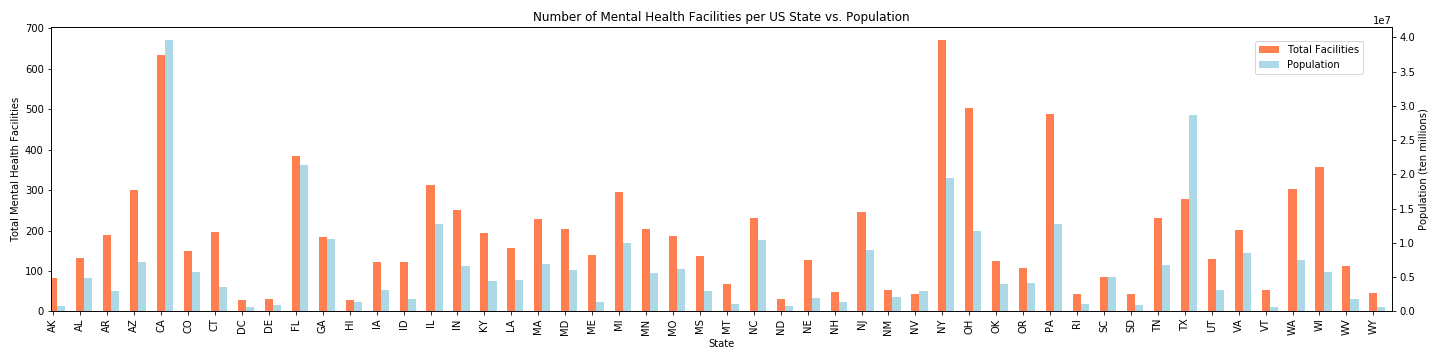 Number of Mental Health Facilities per US State vs. Population
1e7
Total Facilities
Population
Total Mental Health Facilities
700
600
500
400
300
200
100
0
4.0
3.5
3.0
2.5
2.0
1.5
1.0
0.5
0.0
Population (ten millions)
AK AL AR AZ CA CO CT DC DE FL GA HI IA ID IL IN KY LA MA MD ME MI MN MO MS MT NC ND NE NH NJ NM NV NY OH OK OR PA RI SC SD TN TX UT VA VT WA WI WV WY
State